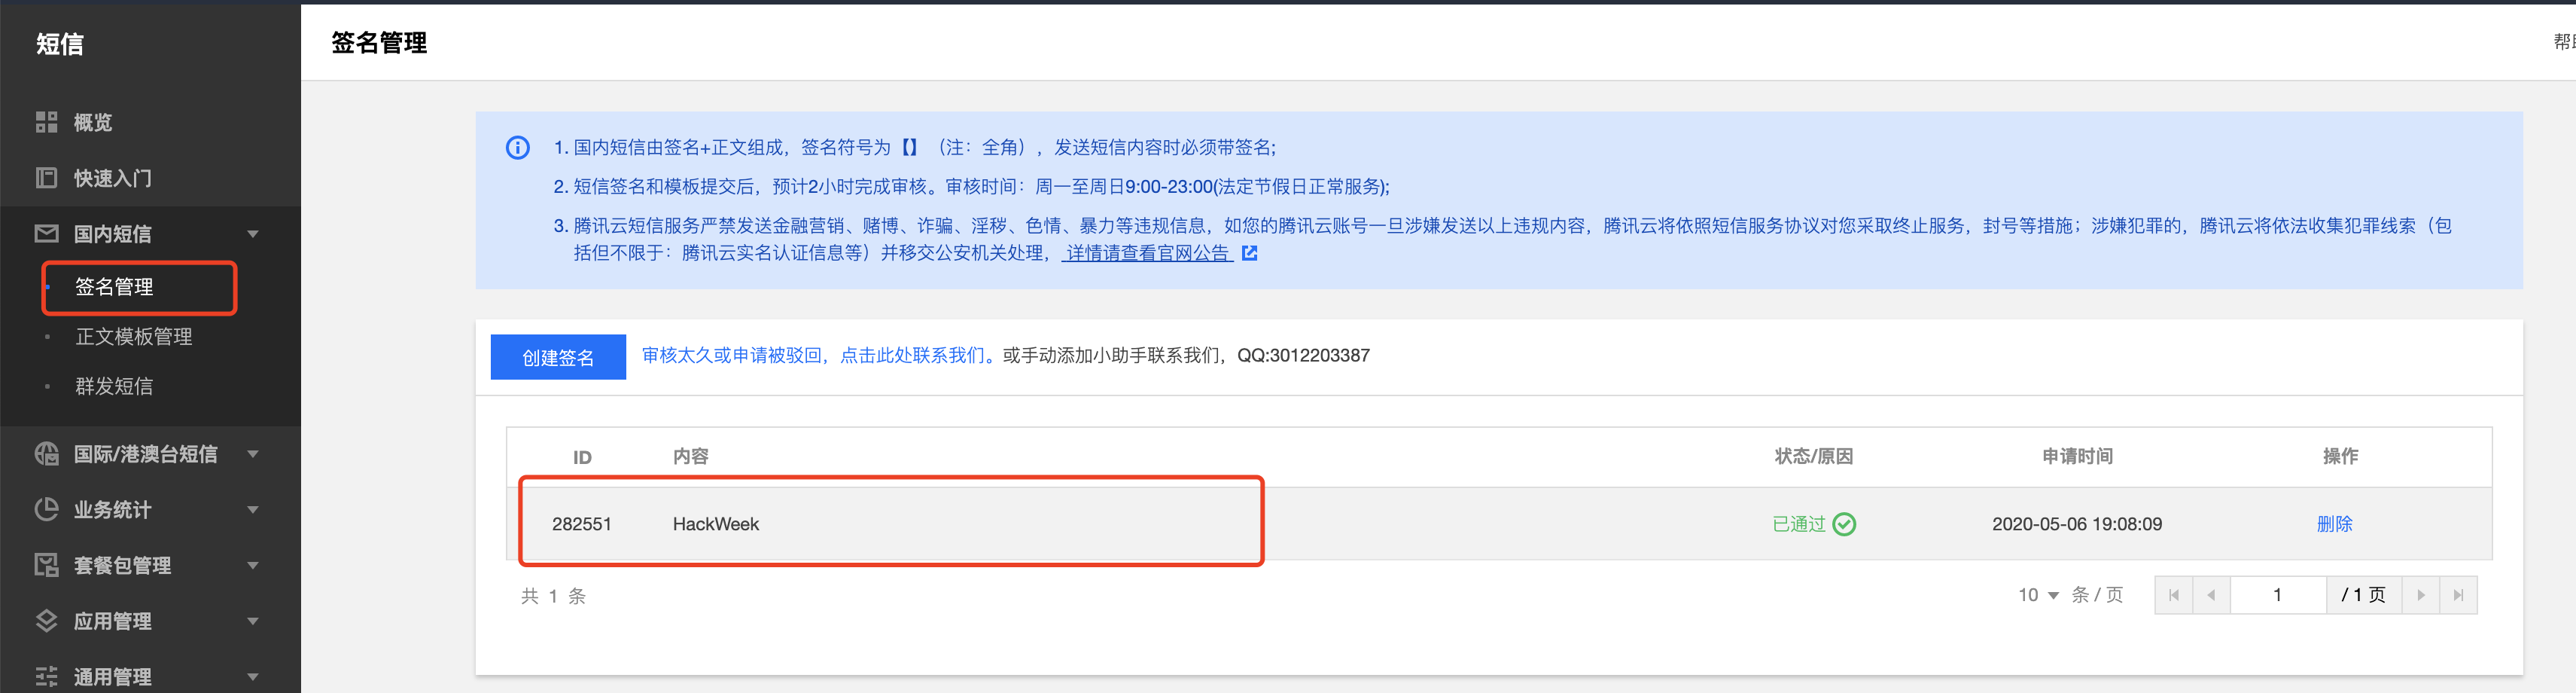 短信
签名管理
帮
概览
快速入门
国内短信
签名管理
正文模板管理
群发短信
国际/港澳台短信
业务统计
套餐包管理
应用管理
通用管理
1. 国内短信由签名+正文组成，签名符号为【】（注：全角），发送短信内容时必须带签名;
2. 短信签名和模板提交后，预计2小时完成审核。审核时间：周一至周日9:00-23:00(法定节假日正常服务);
3. 腾讯云短信服务严禁发送金融营销、赌博、诈骗、淫秽、色情、暴力等违规信息，如您的腾讯云账号一旦涉嫌发送以上违规内容，腾讯云将依照短信服务协议对您采取终止服务，封号等措施；涉嫌犯罪的，腾讯云将依法收集犯罪线索（包
括但不限于：腾讯云实名认证信息等）并移交公安机关处理，详情请查看官网公告
创建签名 审核太久或申请被驳回，点击此处联系我们。或手动添加小助手联系我们，QQ:3012203387
ID 内容 状态/原因 申请时间 操作
282551 HackWeek 已通过 2020-05-06 19:08:09 删除
共 1 条 10 条 / 页 1 / 1 页